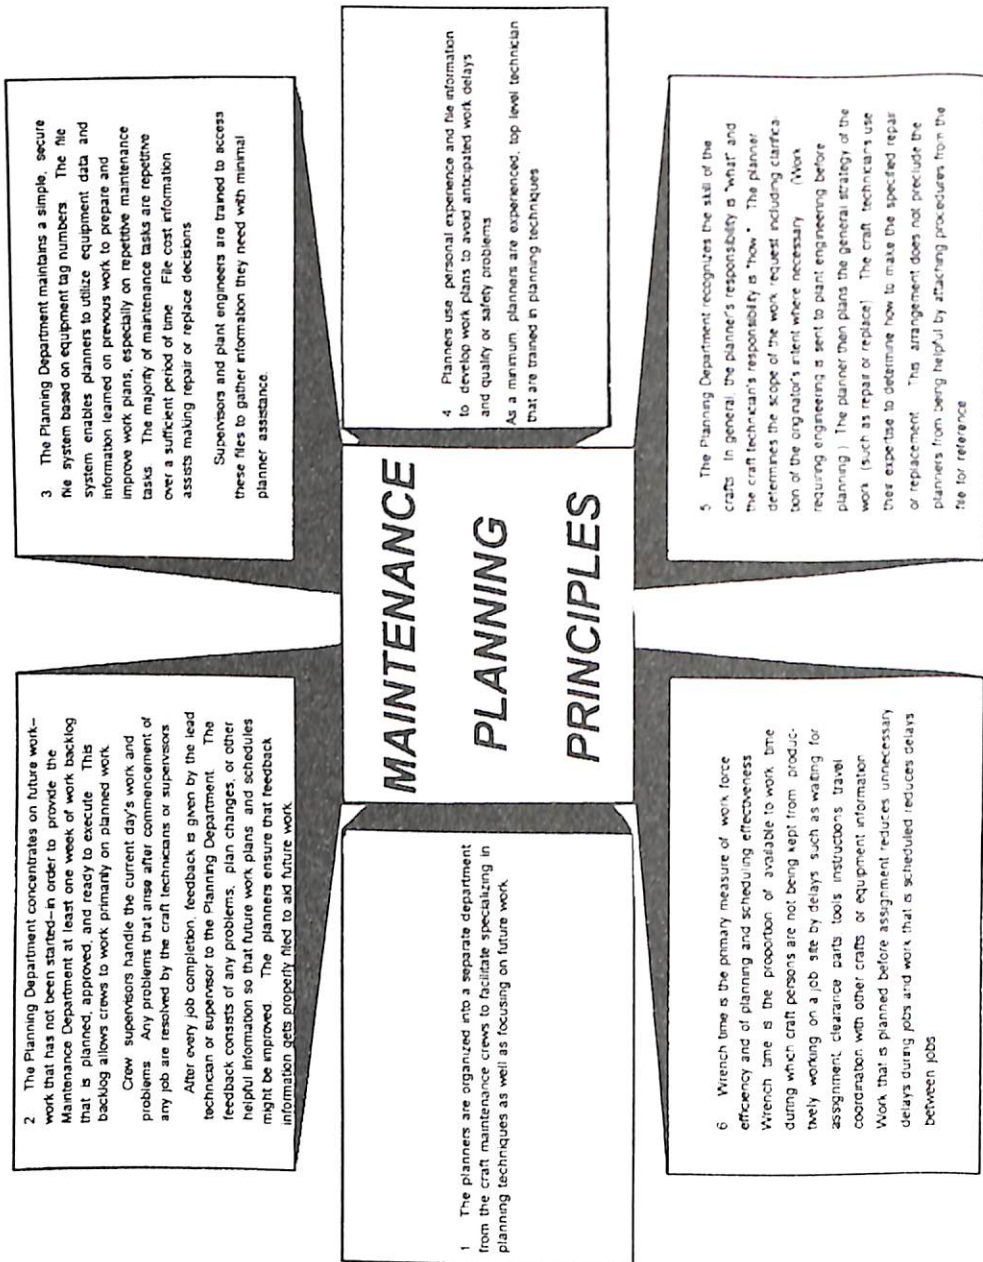 MAINTENANCE
PLANNING
PRINCIPLES
1 The planners are organized into a separate department
from the craft maintenance crews to facilitate specializing in
planning techniques as well as focusing on future work
2 The Planning Department concentrates on future work–
work that has not been started–in order to provide the
Maintenance Department at least one week of work backlog
that is planned, approved, and ready to execute This
backlog allows crews to work primarily on planned work
Crew supervisors handle the current day's work and
problems Any problems that arise after commencement of
any job are resolved by the craft technicians or supervisors
After every job completion, feedback is given by the lead
technician or supervisor to the Planning Department The
feedback consists of any problems, plan changes, or other
helpful information so that future work plans and schedules
might be improved. The planners ensure that feedback
information gets properly filed to aid future work
3 The Planning Department maintains a simple, secure
file system based on equipment tag numbers The file
system enables planners to utilize equipment data and
information learned on previous work to prepare and
improve work plans, especially on repetitive maintenance
tasks The majority of maintenance tasks are repetitive
over a sufficient period of time File cost information
assists making repair or replace decisions
Supervisors and plant engineers are trained to access
these files to gather information they need with minimal
planner assistance.
4 Planners use personal experience and file information
to develop work plans to avoid anticipated work delays
and quality or safety problems
As a minimum planners are experienced, top level technician
that are trained in planning techniques
5 The Planning Department recognizes the skill of the
crafts In general, the planner's responsibility is "what" and
the craft technician's responsibility is "how" The planner
determines the scope of the work request including clarifica-
tion of the originator's intent where necessary (Work
requiring engineering is sent to plant engineering before
planning ) The planner then plans the general strategy of the
work (such as repair or replace) The craft technicians use
their expertise to determine how to make the specified repair
or replacement This arrangement does not preclude the
planners from being helpful by attaching procedures from the
file for reference
6 Wrench time is the primary measure of work force
efficiency and of planning and scheduling effectiveness
Wrench time is the proportion of available to work time
during which craft persons are not being kept from produc-
tively working on a job site by delays such as waiting for
assignment clearance parts tools instructions travel
coordination with other crafts or equipment information
Work that is planned before assignment reduces unnecessary
delays during jobs and work that is scheduled reduces delays
between jobs